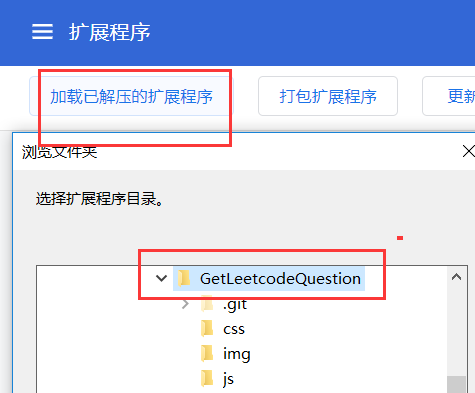 扩展程序
加载已解压的扩展程序
打包扩展程序
更新
浏览文件夹
选择扩展程序目录。
GetLeetcodeQuestion
.git
css
img
js